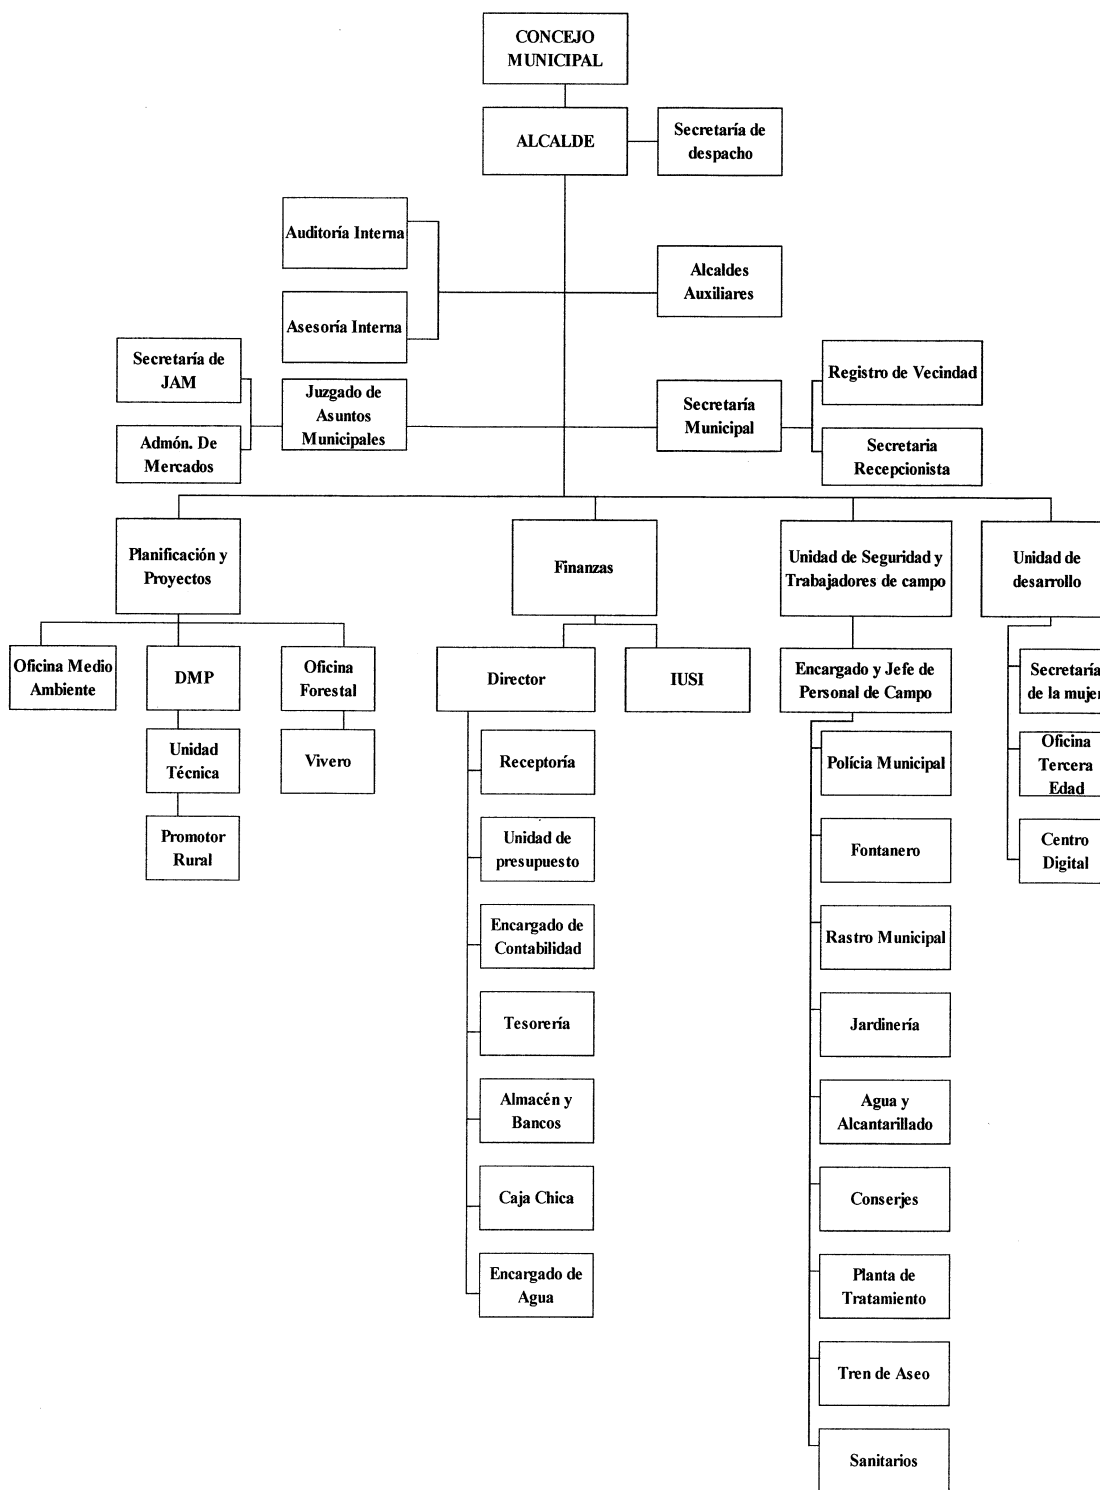 CONCEJO
MUNICIPAL
ALCALDE
Secretaría de
despacho
Auditoría Interna
Alcaldes
Auxiliares
Asesoría Interna
Secretaría de
JAM
Juzgado de
Asuntos
Municipales
Admón. De
Mercados
Secretaría
Municipal
Registro de Vecindad
Secretaria
Recepcionista
Planificación y
Proyectos
Finanzas
Unidad de Seguridad y
Trabajadores de campo
Unidad de
desarrollo
Oficina Medio
Ambiente
DMP
Oficina
Forestal
Director
IUSI
Encargado y Jefe de
Personal de Campo
Secretaría
de la mujer
Unidad
Técnica
Vivero
Receptoría
Polícia Municipal
Oficina
Tercera
Edad
Promotor
Rural
Unidad de
presupuesto
Fontanero
Centro
Digital
Encargado de
Contabilidad
Rastro Municipal
Tesorería
Jardinería
Almacén y
Bancos
Agua y
Alcantarillado
Caja Chica
Conserjes
Encargado de
Agua
Planta de
Tratamiento
Tren de Aseo
Sanitarios